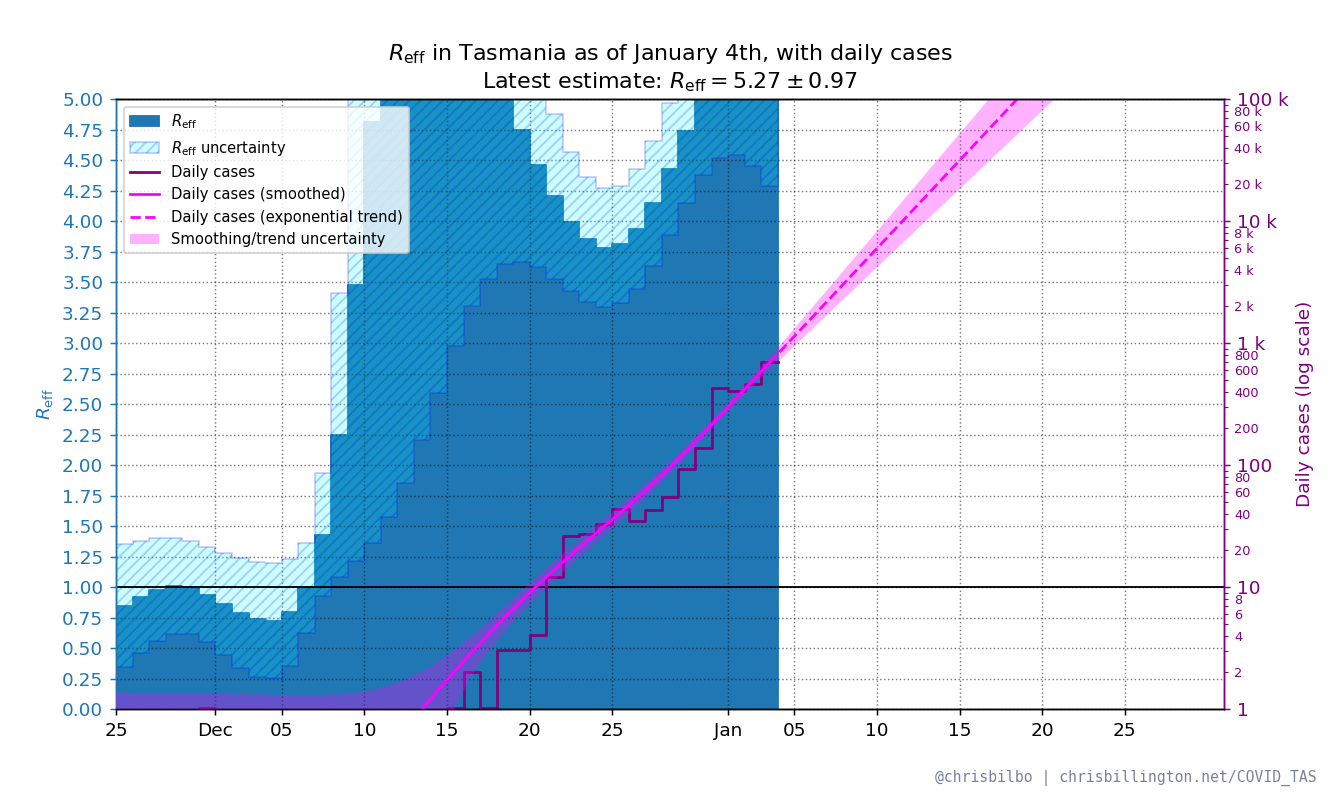 Reff in Tasmania as of January 4th, with daily cases
Latest estimate: Reff = 5.27 ± 0.97
Reff
Reff uncertainty
Daily cases
Daily cases (smoothed)
Daily cases (exponential trend)
Smoothing/trend uncertainty
Reff
5.00
4.75
4.50
4.25
4.00
3.75
3.50
3.25
3.00
2.75
2.50
2.25
2.00
1.75
1.50
1.25
1.00
0.75
0.50
0.25
0.00
100 k
80 k
60 k
40 k
20 k
10 k
8 k
6 k
4 k
2 k
1 k
800
600
400
200
100
80
60
40
20
10
8
6
4
2
1
Daily cases (log scale)
25 Dec 05 10 15 20 25 Jan 05 10 15 20 25
@chrisbilbo | chrisbillington.net/COVID_TAS